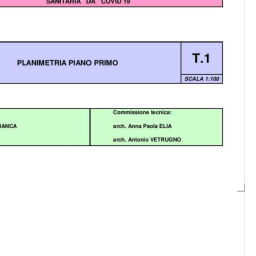 SANITARIA DA COVID 19
PLANIMETRIA PIANO PRIMO
T.1
SCALA 1:100
Commissione tecnica:
IANCA
arch. Anna Paola ELIA
arch. Antonio VETRUGNO